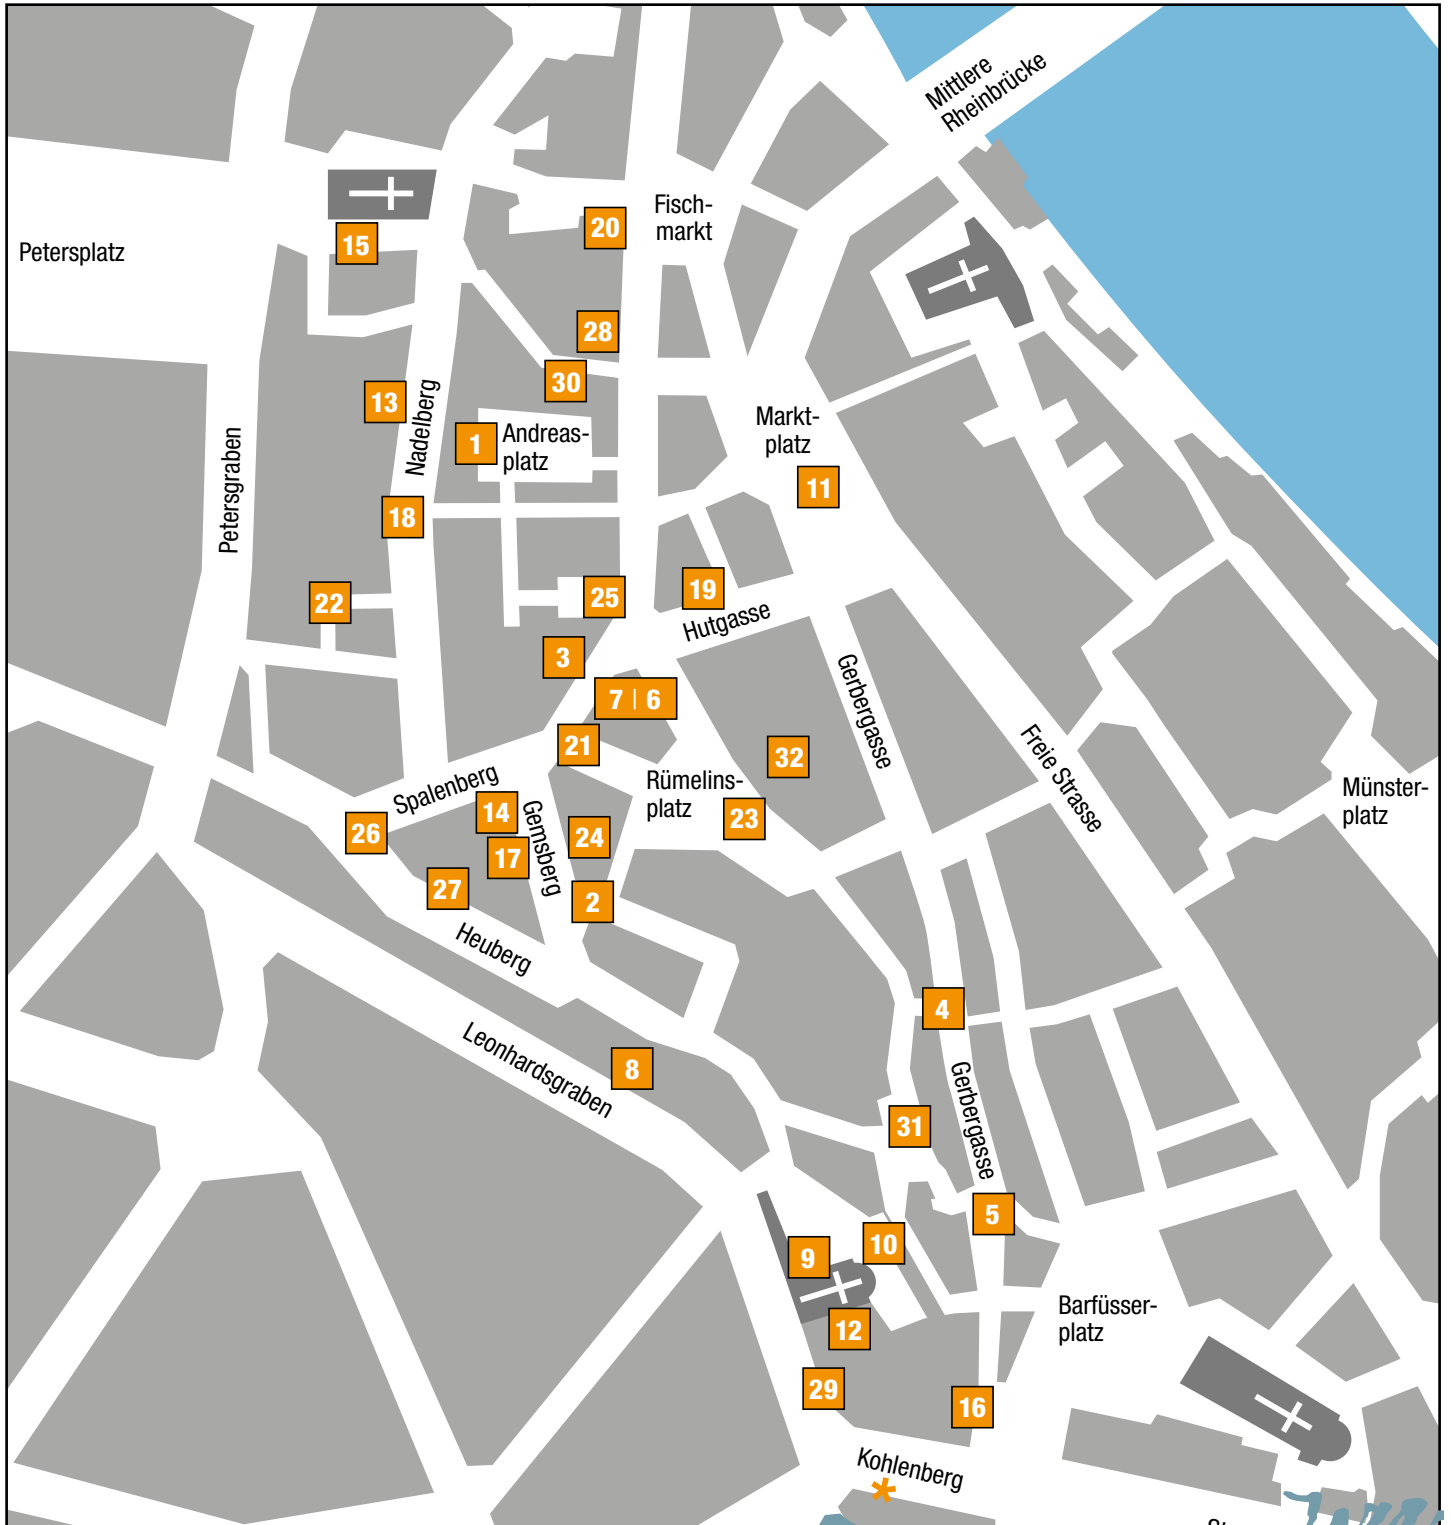 Mittlere
Rheinbrücke
Fisch-
markt
20
Petersplatz
15
28
30
13
Nadelberg
1
Andreas-
platz
Markt-
platz
11
Petersgraben
18
22
25
19
Hutgasse
3
7 | 6
Gerbergasse
21
32
Freie Strasse
Spalenberg
Rümelins-
platz
Münster-
platz
14
Gemsberg
26
24
23
17
27
2
Heuberg
4
Leonhardsgraben
8
31
Gerbergasse
5
10
9
Barfüsser-
platz
12
29
16
Kohlenberg
*